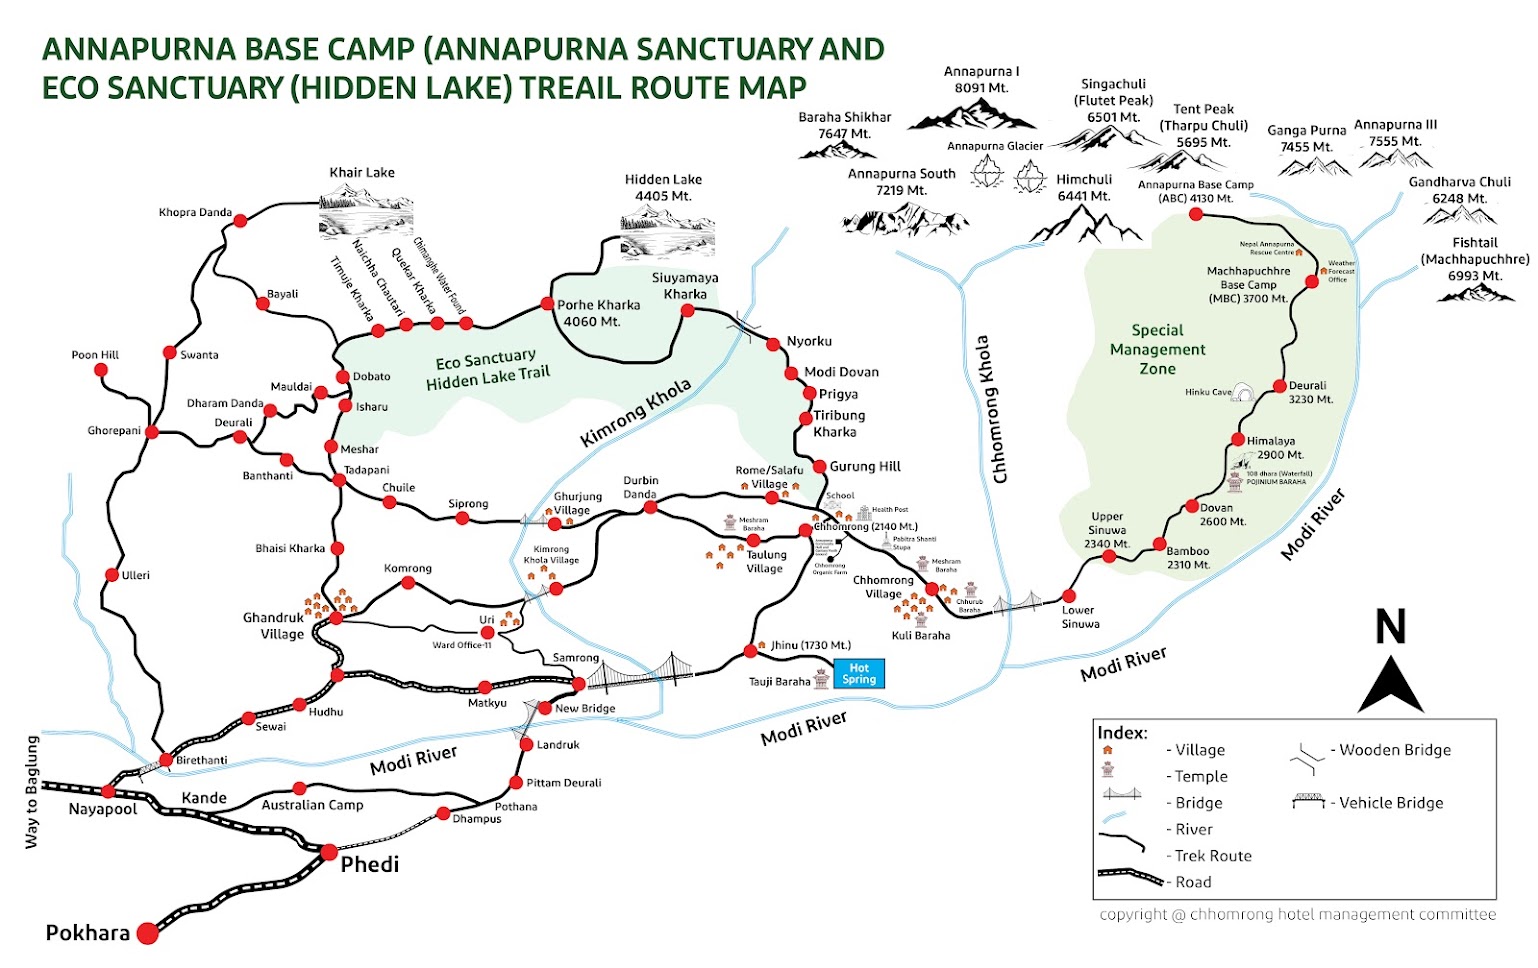 ANNAPURNA BASE CAMP (ANNAPURNA SANCTUARY AND
ECO SANCTUARY (HIDDEN LAKE) TREAIL ROUTE MAP
Annapurna I
8091 Mt.
Singachuli
(Flutet Peak)
6501 Mt.
Tent Peak
(Tharpu Chuli)
5695 Mt.
Baraha Shikhar
7647 Mt.
Ganga Purna
7455 Mt.
Annapurna III
7555 Mt.
Annapurna Glacier
Annapurna South
7219 Mt.
Himchuli
6441 Mt.
Annapurna Base Camp
(ABC) 4130 Mt.
Gandharva Chuli
6248 Mt.
Fishtail
(Machhapuchhre)
6993 Mt.
Khair Lake
Hidden Lake
4405 Mt.
Khopra Danda
Timuje Kharka
Naichha Chautari
Quekar Kharka
Chimanghe Water Found
Bayali
Siuyamaya
Kharka
Porhe Kharka
4060 Mt.
Nepal Annapurna
Rescue Centre
Weather
Forecast
Office
Machhapuchhre
Base Camp
(MBC) 3700 Mt.
Special
Management
Zone
Poon Hill
Swanta
Eco Sanctuary
Hidden Lake Trail
Nyorku
Modi Dovan
Prigya
Tiribung
Kharka
Gurung Hill
Kimrong Khola
Chhomrong Khola
Dobato
Mauldai
Isharu
Dharam Danda
Deurali
Ghorepani
Meshar
Banthanti
Tadapani
Hinku Cave
Deurali
3230 Mt.
Himalaya
2900 Mt.
108 dhara (Waterfall)
POJINIUM BARAHA
Chuile
Siprong
Ghurjung
Village
Durbin
Danda
Rome/Salafu
Village
School
Health Post
Chhomrong (2140 Mt.)
Pabitra Shanti
Stupa
Chhomrong
Organic Farm
Meshram
Baraha
Taulung
Village
Dovan
2600 Mt.
Upper
Sinuwa
2340 Mt.
Bamboo
2310 Mt.
Modi River
Bhaisi Kharka
Kimrong
Khola Village
Komrong
Ulleri
Meshram
Baraha
Chhomrong
Village
Chhurub
Baraha
Kuli Baraha
Lower
Sinuwa
Ghandruk
Village
Uri
Ward Office-11
Samrong
Jhinu (1730 Mt.)
Tauji Baraha
Hot
Spring
Modi River
Matkyu
New Bridge
Hudhu
Sewai
Modi River
Landruk
Birethanti
Modi River
Pittam Deurali
Way to Baglung
Nayapool
Kande
Australian Camp
Pothana
Dhampus
Phedi
Pokhara
N
Index:
- Village
- Temple
- Bridge
- River
- Trek Route
- Road
- Wooden Bridge
- Vehicle Bridge
copyright @ chhomrong hotel management committee